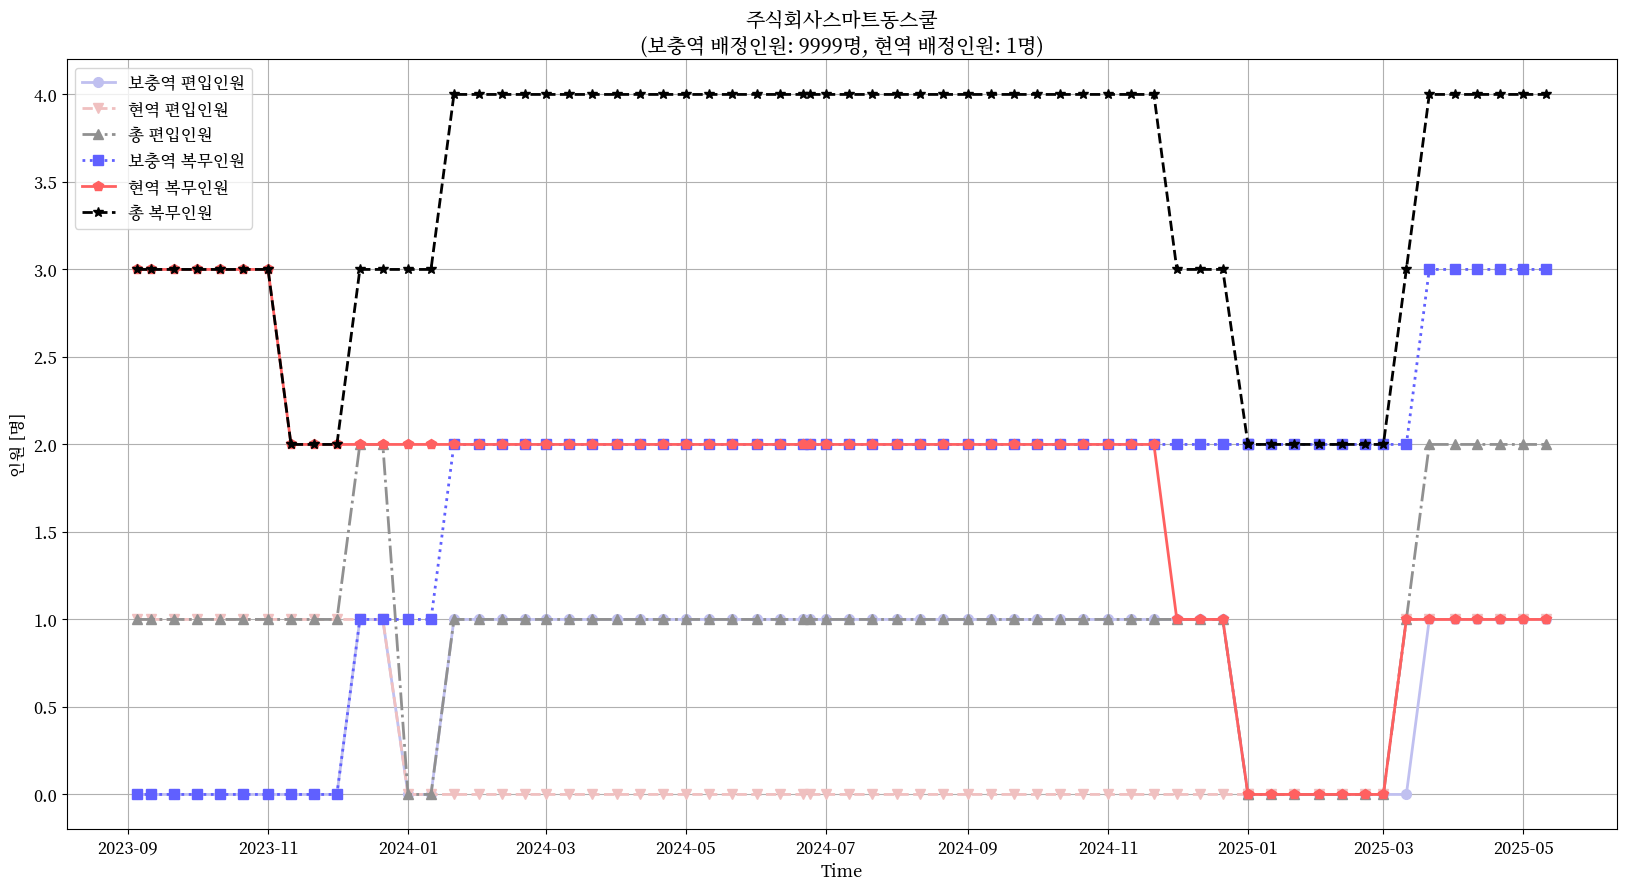 주식회사스마트동스쿨
(보충역 배정인원: 9999명, 현역 배정인원: 1명)
보충역 편입인원
현역 편입인원
총 편입인원
보충역 복무인원
현역 복무인원
총 복무인원
4.0
3.5
3.0
2.5
2.0
1.5
1.0
0.5
0.0
인원 [명]
2023-09
2023-11
2024-01
2024-03
2024-05
2024-07
2024-09
2024-11
2025-01
2025-03
2025-05
Time